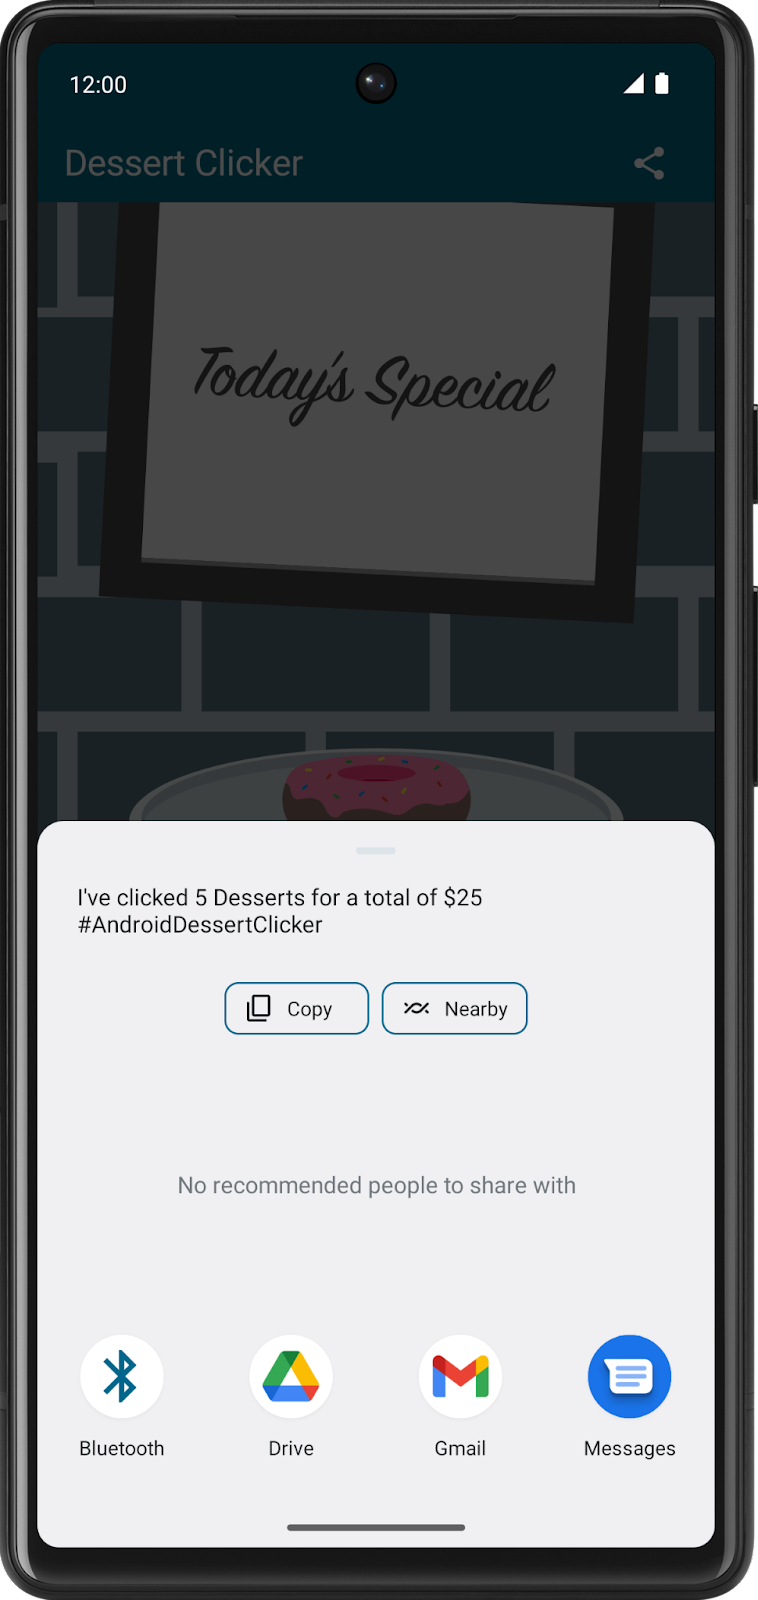 12:00
Dessert Clicker
Today's Special
I've clicked 5 Desserts for a total of $25
#AndroidDessertClicker
Copy
Nearby
No recommended people to share with
Bluetooth
Drive
Gmail
Messages